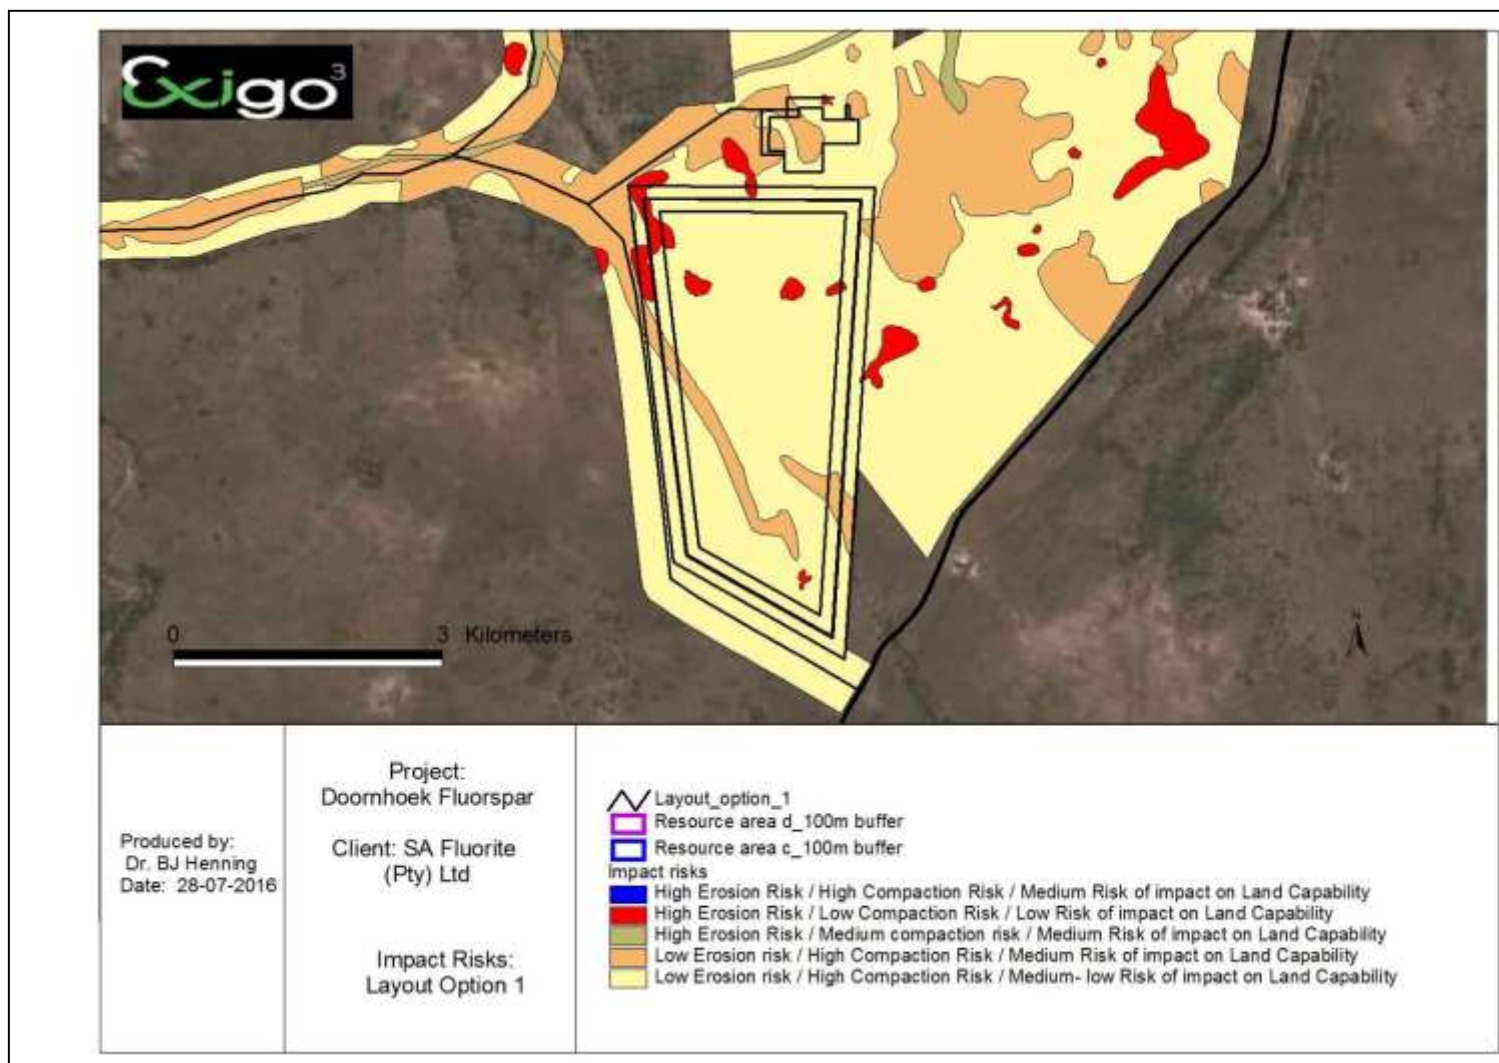 Exigo3
0 3 Kilometers
N
Produced by:
Dr. BJ Henning
Date: 28-07-2016
Project:
Doornhoek Fluorspar
Client: SA Fluorite
(Pty) Ltd
Impact Risks:
Layout Option 1
Layout_option_1
Resource area d_100m buffer
Resource area c_100m buffer
Impact risks
High Erosion Risk / High Compaction Risk / Medium Risk of impact on Land Capability
High Erosion Risk / Low Compaction Risk / Low Risk of impact on Land Capability
High Erosion Risk / Medium compaction risk / Medium Risk of impact on Land Capability
Low Erosion risk / High Compaction Risk / Medium Risk of impact on Land Capability
Low Erosion risk / High Compaction Risk / Medium- low Risk of impact on Land Capability